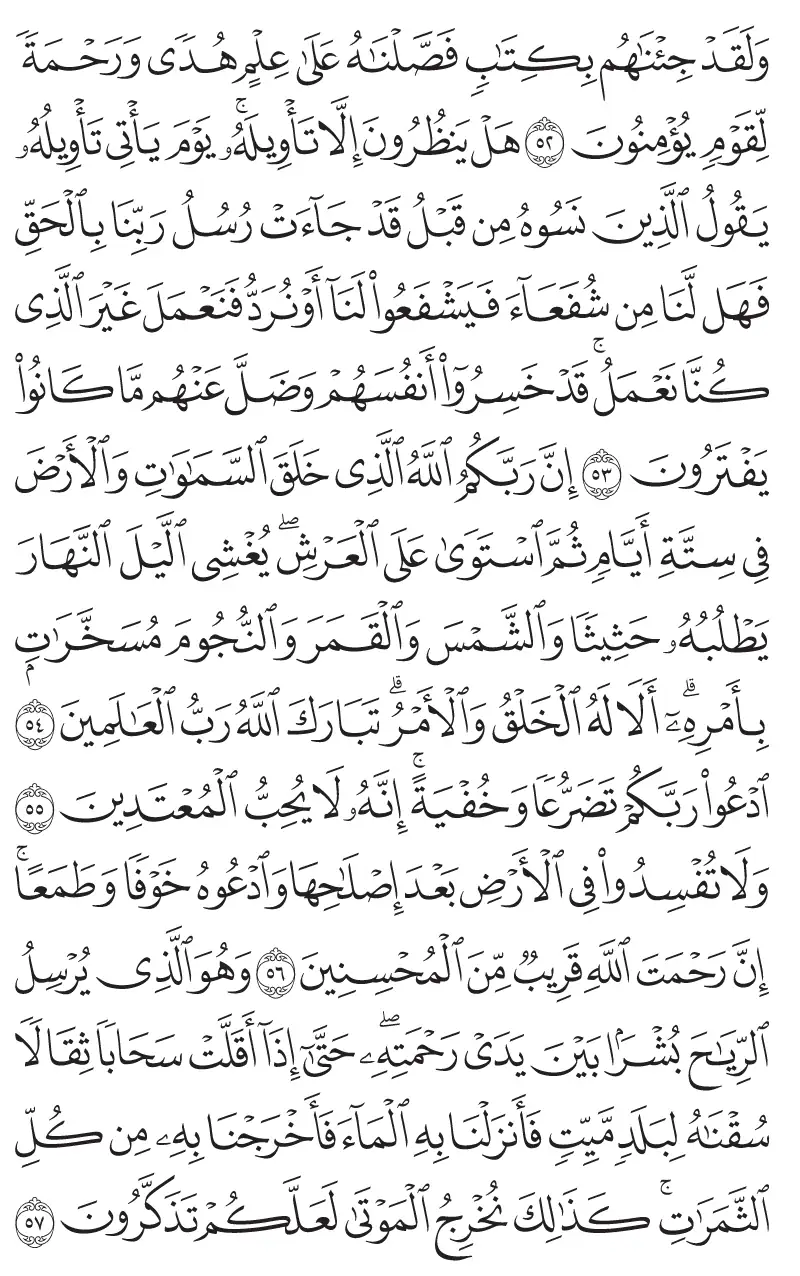 وَلَقَدۡ جِئۡنَٰهُم بِكِتَٰبٖ فَصَّلۡنَٰهُ عَلَىٰ عِلۡمٍ هُدٗى وَرَحۡمَةٗ
لِّقَوۡمٖ يُؤۡمِنُونَ ٥٢ هَلۡ يَنظُرُونَ إِلَّا تَأۡوِيلَهُۥۚ يَوۡمَ يَأۡتِي تَأۡوِيلُهُۥ
يَقُولُ ٱلَّذِينَ نَسُوهُ مِن قَبۡلُ قَدۡ جَآءَتۡ رُسُلُ رَبِّنَا بِٱلۡحَقِّ
فَهَل لَّنَا مِن شُفَعَآءَ فَيَشۡفَعُواْ لَنَآ أَوۡ نُرَدُّ فَنَعۡمَلَ غَيۡرَ ٱلَّذِي
كُنَّا نَعۡمَلُۚ قَدۡ خَسِرُوٓاْ أَنفُسَهُمۡ وَضَلَّ عَنۡهُم مَّا كَانُواْ
يَفۡتَرُونَ ٥٣ إِنَّ رَبَّكُمُ ٱللَّهُ ٱلَّذِي خَلَقَ ٱلسَّمَٰوَٰتِ وَٱلۡأَرۡضَ
فِي سِتَّةِ أَيَّامٖ ثُمَّ ٱسۡتَوَىٰ عَلَى ٱلۡعَرۡشِۖ يُغۡشِي ٱلَّيۡلَ ٱلنَّهَارَ
يَطۡلُبُهُۥ حَثِيثٗا وَٱلشَّمۡسَ وَٱلۡقَمَرَ وَٱلنُّجُومَ مُسَخَّرَٰتِۭ
بِأَمۡرِهِۦٓۗ أَلَا لَهُ ٱلۡخَلۡقُ وَٱلۡأَمۡرُۗ تَبَارَكَ ٱللَّهُ رَبُّ ٱلۡعَٰلَمِينَ ٥٤
ٱدۡعُواْ رَبَّكُمۡ تَضَرُّعٗا وَخُفۡيَةًۚ إِنَّهُۥ لَا يُحِبُّ ٱلۡمُعۡتَدِينَ ٥٥
وَلَا تُفۡسِدُواْ فِي ٱلۡأَرۡضِ بَعۡدَ إِصۡلَٰحِهَا وَٱدۡعُوهُ خَوۡفٗا وَطَمَعًاۚ
إِنَّ رَحۡمَتَ ٱللَّهِ قَرِيبٞ مِّنَ ٱلۡمُحۡسِنِينَ ٥٦ وَهُوَ ٱلَّذِي يُرۡسِلُ
ٱلرِّيَٰحَ بُشۡرَۢا بَيۡنَ يَدَيۡ رَحۡمَتِهِۦۖ حَتَّىٰٓ إِذَآ أَقَلَّتۡ سَحَابٗا ثِقَالٗا
سُقۡنَٰهُ لِبَلَدٖ مَّيِّتٖ فَأَنزَلۡنَا بِهِ ٱلۡمَآءَ فَأَخۡرَجۡنَا بِهِۦ مِن كُلِّ
ٱلثَّمَرَٰتِۚ كَذَٰلِكَ نُخۡرِجُ ٱلۡمَوۡتَىٰ لَعَلَّكُمۡ تَذَكَّرُونَ ٥٧